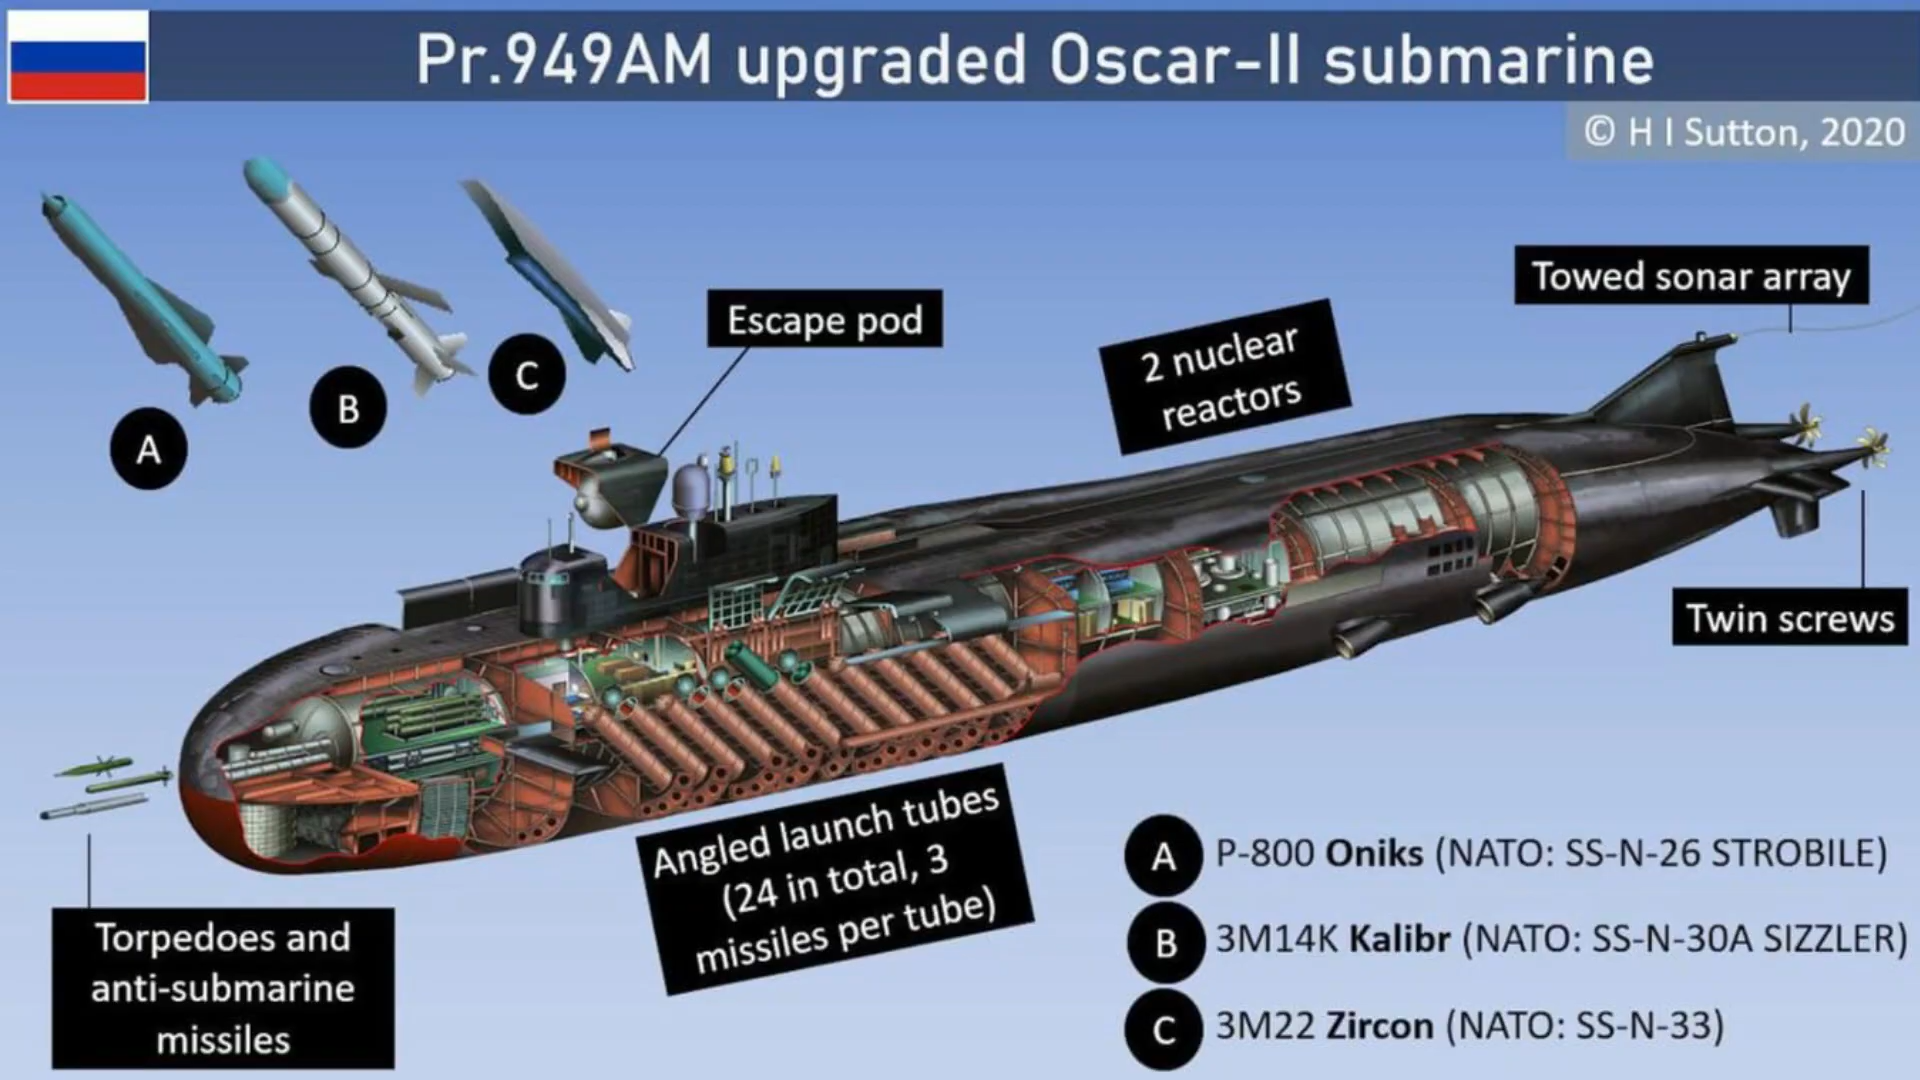 Pr.949AM upgraded Oscar-II submarine
© H I Sutton, 2020
A
B
C
Escape pod
2 nuclear
reactors
Towed sonar array
Twin screws
Angled launch tubes
(24 in total, 3
missiles per tube)
Torpedoes and
anti-submarine
missiles
A P-800 Oniks (NATO: SS-N-26 STROBILE)
B 3M14K Kalibr (NATO: SS-N-30A SIZZLER)
C 3M22 Zircon (NATO: SS-N-33)